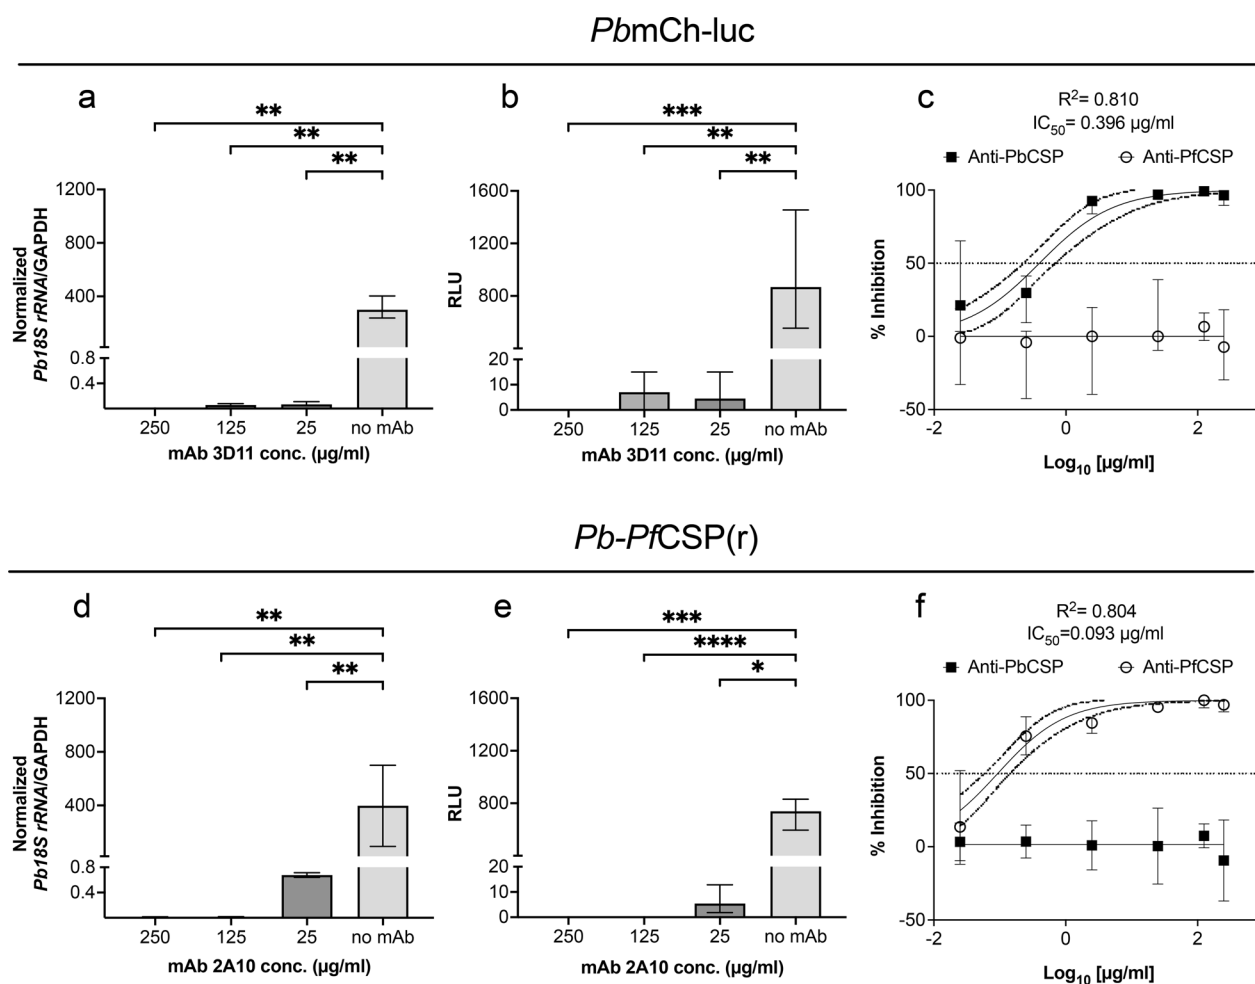 PbmCh-luc
a
**
**
**
Normalized
Pb18S rRNA/GAPDH
1200
800
400
0.8
0.4
250 125 25 no mAb
mAb 3D11 conc. (µg/ml)
b
***
**
**
RLU
1600
1200
800
20
10
0
250 125 25 no mAb
mAb 3D11 conc. (µg/ml)
c
R2= 0.810
IC50= 0.396 µg/ml
Anti-PbCSP Anti-PfCSP
% Inhibition
100
50
0
-50
-2 0 2
Log10 [µg/ml]
Pb-PfCSP(r)
d
**
**
**
Normalized
Pb18S rRNA/GAPDH
1200
800
400
0.8
0.4
250 125 25 no mAb
mAb 2A10 conc. (µg/ml)
e
***
****
*
RLU
1600
1200
800
20
10
0
250 125 25 no mAb
mAb 2A10 conc. (µg/ml)
f
R2= 0.804
IC50=0.093 µg/ml
Anti-PbCSP Anti-PfCSP
% Inhibition
100
50
0
-50
-2 0 2
Log10 [µg/ml]